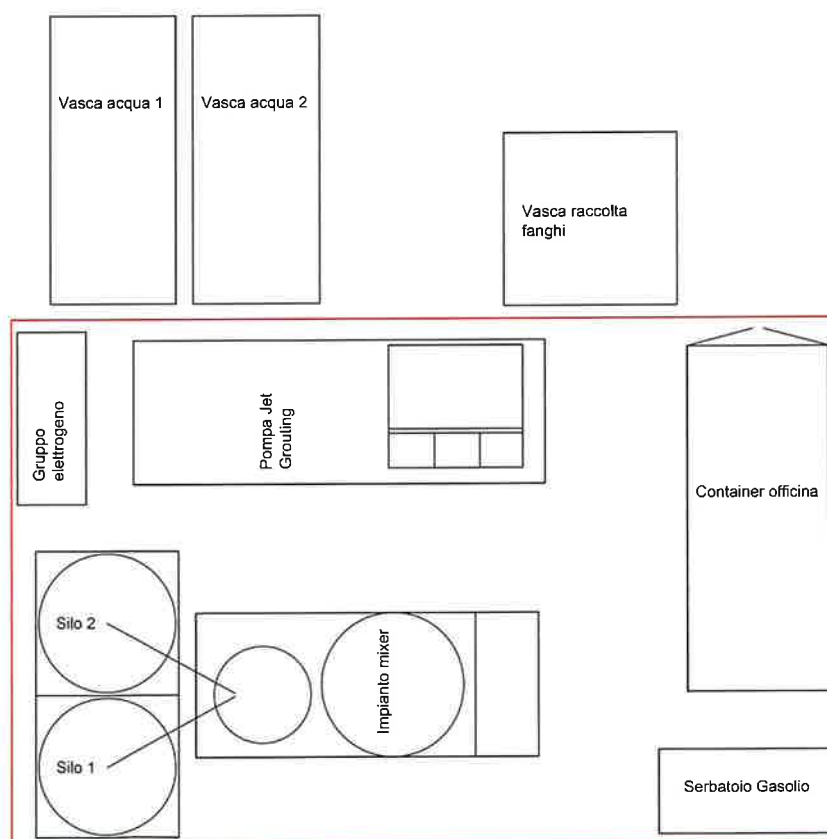 Vasca acqua 1
Vasca acqua 2
Vasca raccolta
fanghi
Gruppo
elettrogeno
Pompa Jet
Grouting
Container officina
Silo 2
Impianto mixer
Silo 1
Serbatoio Gasolio